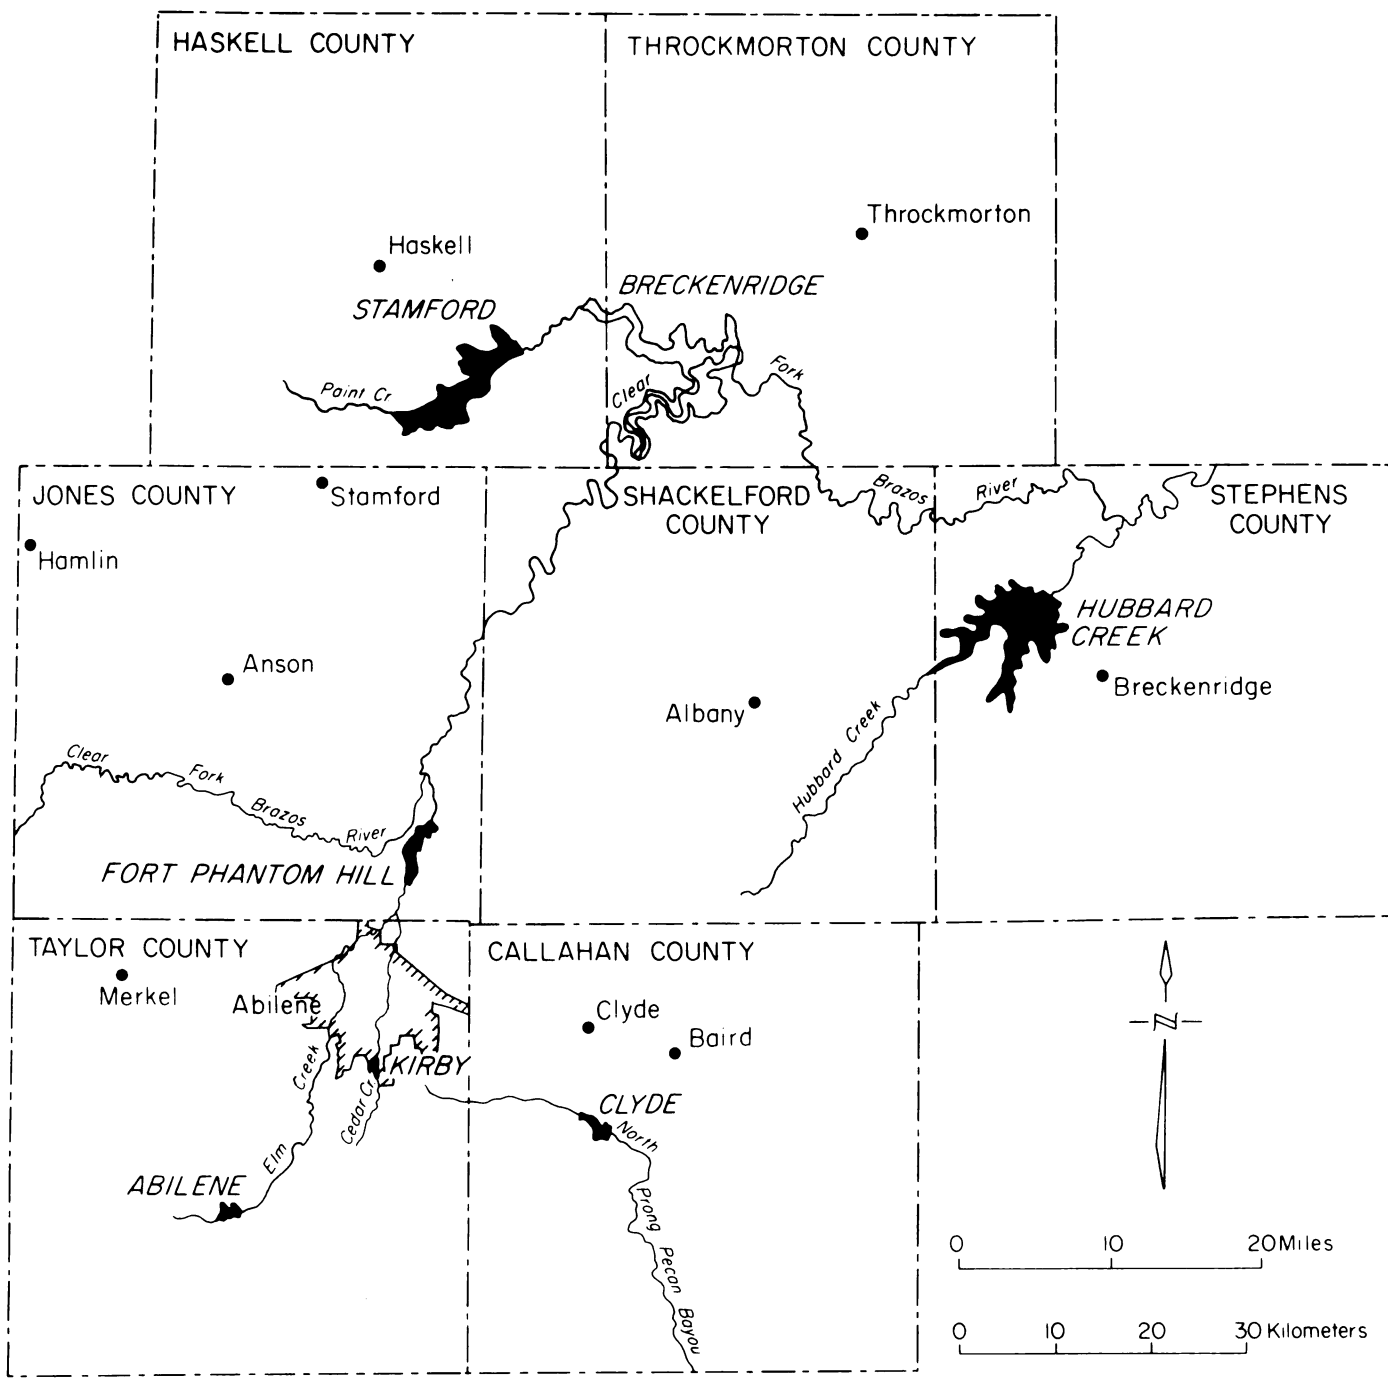 HASKELL COUNTY
THROCKMORTON COUNTY
Throckmorton
Haskell
BRECKENRIDGE
STAMFORD
Paint Cr
Clear
Fork
JONES COUNTY
Stamford
SHACKELFORD
COUNTY
Brazos
River
STEPHENS
COUNTY
Hamlin
HUBBARD
CREEK
Anson
Breckenridge
Albany
Hubbard Creek
Clear
Fork
Brazos
River
FORT PHANTOM HILL
TAYLOR COUNTY
CALLAHAN COUNTY
Merkel
Abilene
Clyde
Baird
N
Creek
KIRBY
Cedar Cr.
CLYDE
North
Elm
ABILENE
Prong
Pecan
Bayou
0 10 20 Miles
0 10 20 30 Kilometers